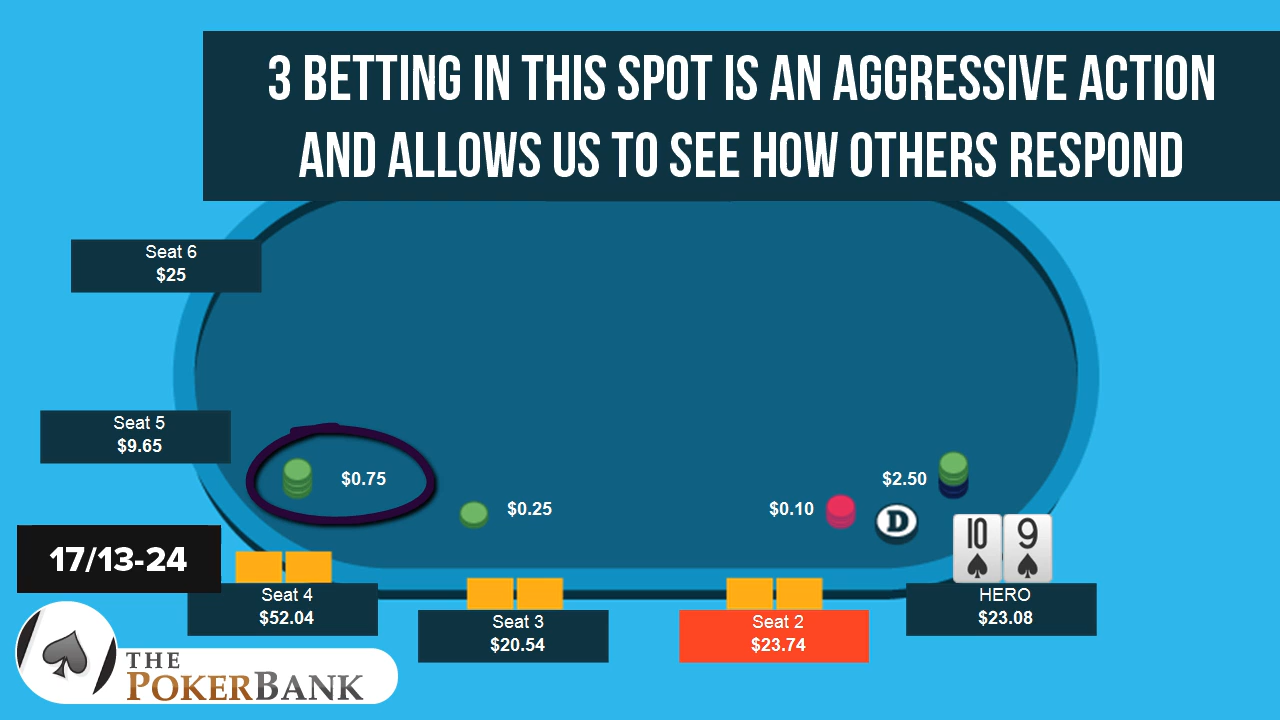 3 BETTING IN THIS SPOT IS AN AGGRESSIVE ACTION
AND ALLOWS US TO SEE HOW OTHERS RESPOND
Seat 6
$25
Seat 5
$9.65
$0.75
$0.25
$0.10
D
$2.50
10 9
17/13-24
Seat 4
$52.04
Seat 3
$20.54
Seat 2
$23.74
HERO
$23.08
THE
POKERBANK